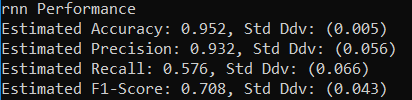 rnn Performance
Estimated Accuracy: 0.952, Std Ddv: (0.005)
Estimated Precision: 0.932, Std Ddv: (0.056)
Estimated Recall: 0.576, Std Ddv: (0.066)
Estimated F1-Score: 0.708, Std Ddv: (0.043)